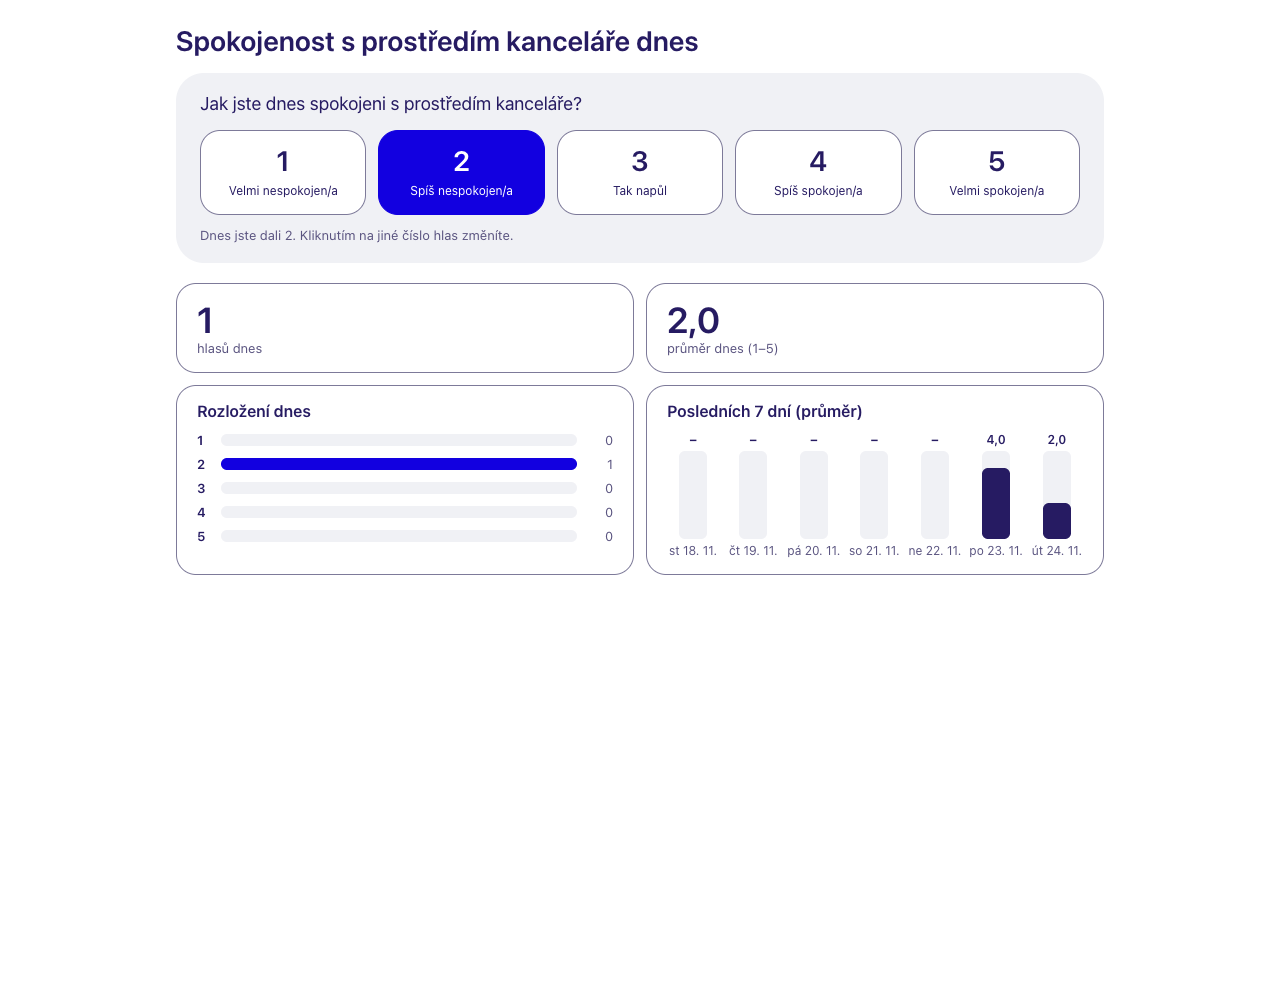 Spokojenost s prostředím kanceláře dnes
Jak jste dnes spokojeni s prostředím kanceláře?
1
Velmi nespokojen/a
2
Spíš nespokojen/a
3
Tak napůl
4
Spíš spokojen/a
5
Velmi spokojen/a
Dnes jste dali 2. Kliknutím na jiné číslo hlas změníte.
1
hlasů dnes
2,0
průměr dnes (1–5)
Rozložení dnes
1 0
2 1
3 0
4 0
5 0
Posledních 7 dní (průměr)
– – – – – 4,0 2,0
st 18. 11. čt 19. 11. pá 20. 11. so 21. 11. ne 22. 11. po 23. 11. út 24. 11.